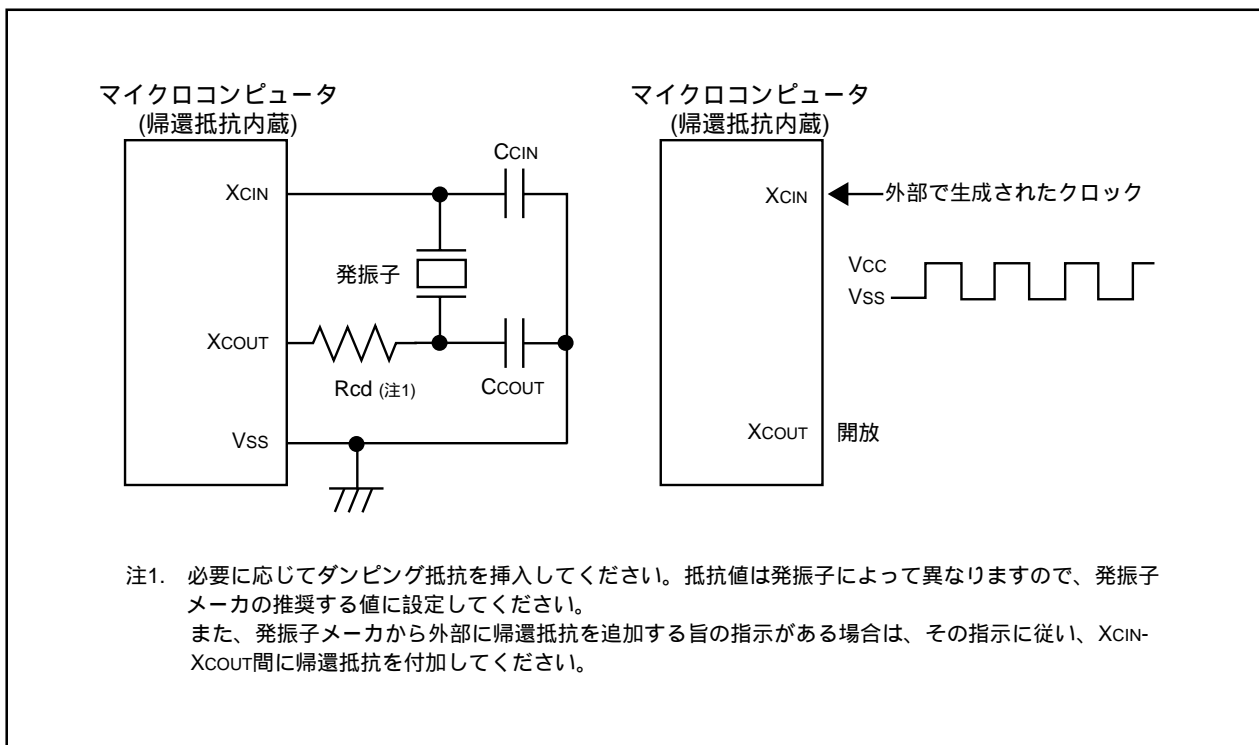 マイクロコンピュータ
(帰還抵抗内蔵)
CCIN
XCIN
発振子
XCOUT
Rcd (注1)
CCOUT
VSS
マイクロコンピュータ
(帰還抵抗内蔵)
XCIN
外部で生成されたクロック
VCC
VSS
XCOUT
開放
注1. 必要に応じてダンピング抵抗を挿入してください。抵抗値は発振子によって異なりますので、発振子
メーカの推奨する値に設定してください。
また、発振子メーカから外部に帰還抵抗を追加する旨の指示がある場合は、その指示に従い、XCIN-
XCOUT間に帰還抵抗を付加してください。